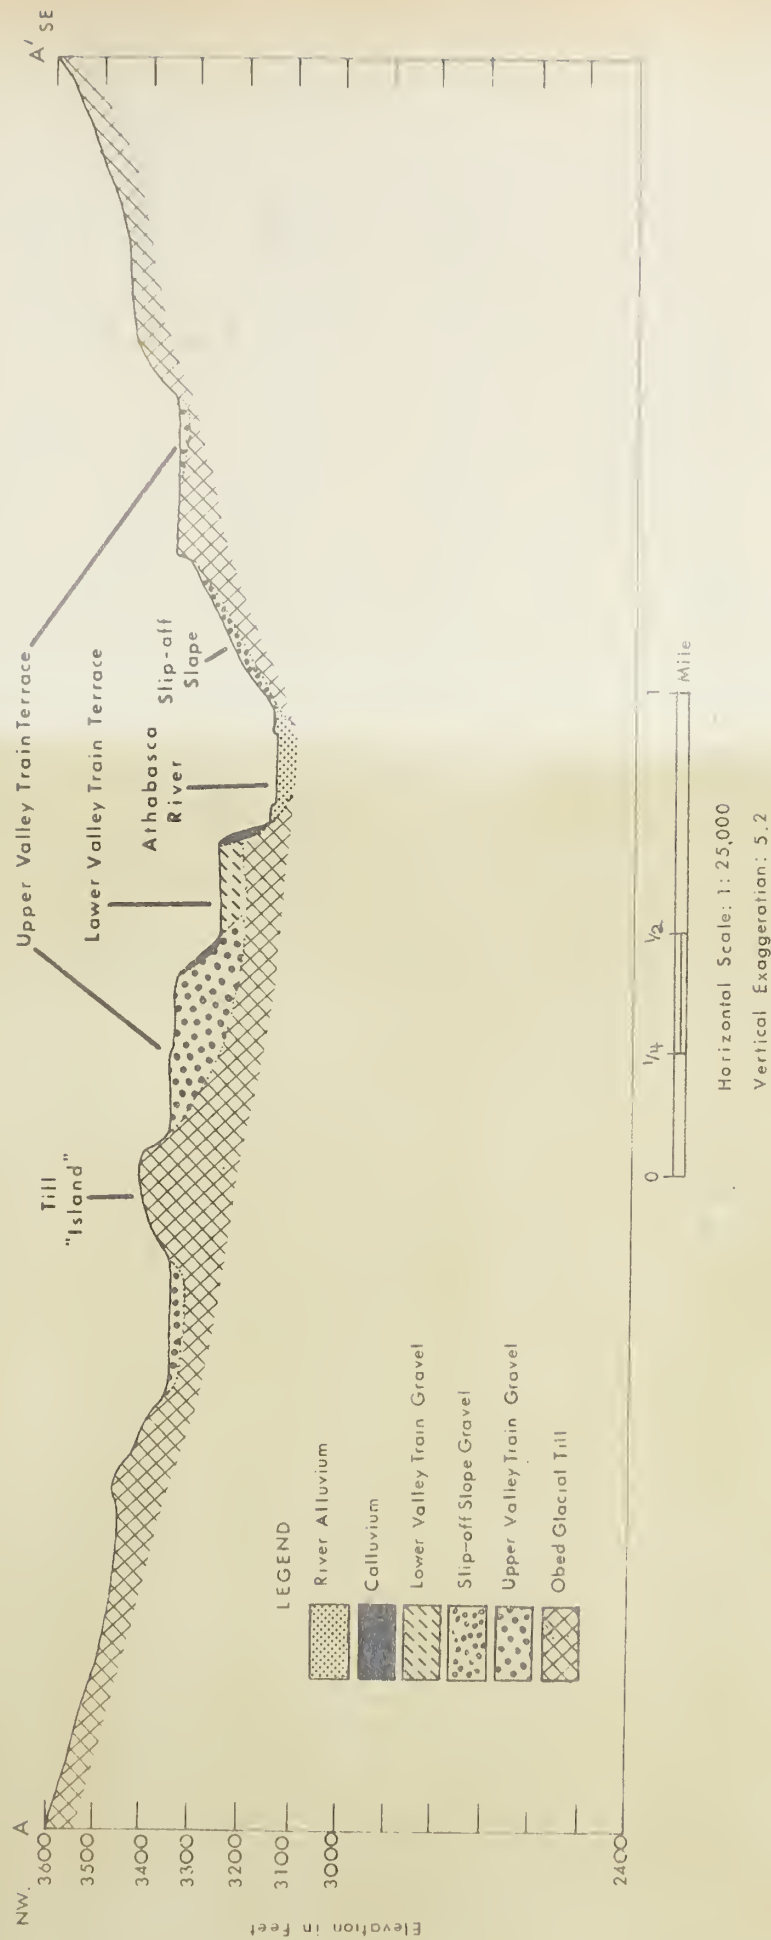 NW.
A
A' SE
Elevation in Feet
3600
3500
3400
3300
3200
3100
3000
2400
Till
"Island"
Upper Valley Train Terrace
Lower Valley Train Terrace
Athabasca
River
Slip-off
Slope
LEGEND
River Alluvium
Colluvium
Lower Valley Train Gravel
Slip-off Slope Gravel
Upper Valley Train Gravel
Obed Glacial Till
0
1/4
1/2
1
Mile
Horizontal Scale: 1: 25,000
Vertical Exaggeration: 5.2